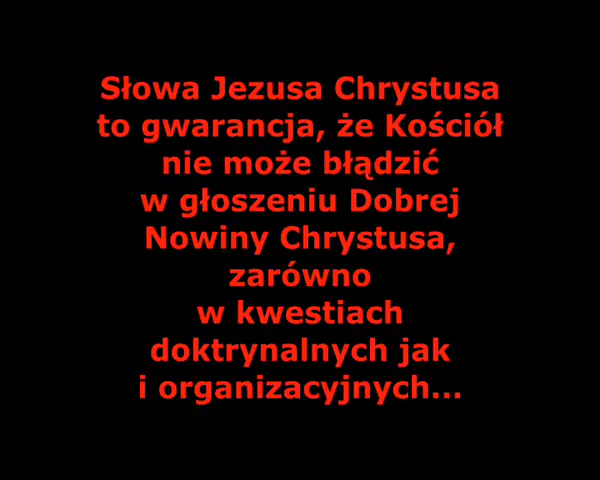 Słowa Jezusa Chrystusa
to gwarancja, że Kościół
nie może błądzić
w głoszeniu Dobrej
Nowiny Chrystusa,
zarówno
w kwestiach
doktrynalnych jak
i organizacyjnych...